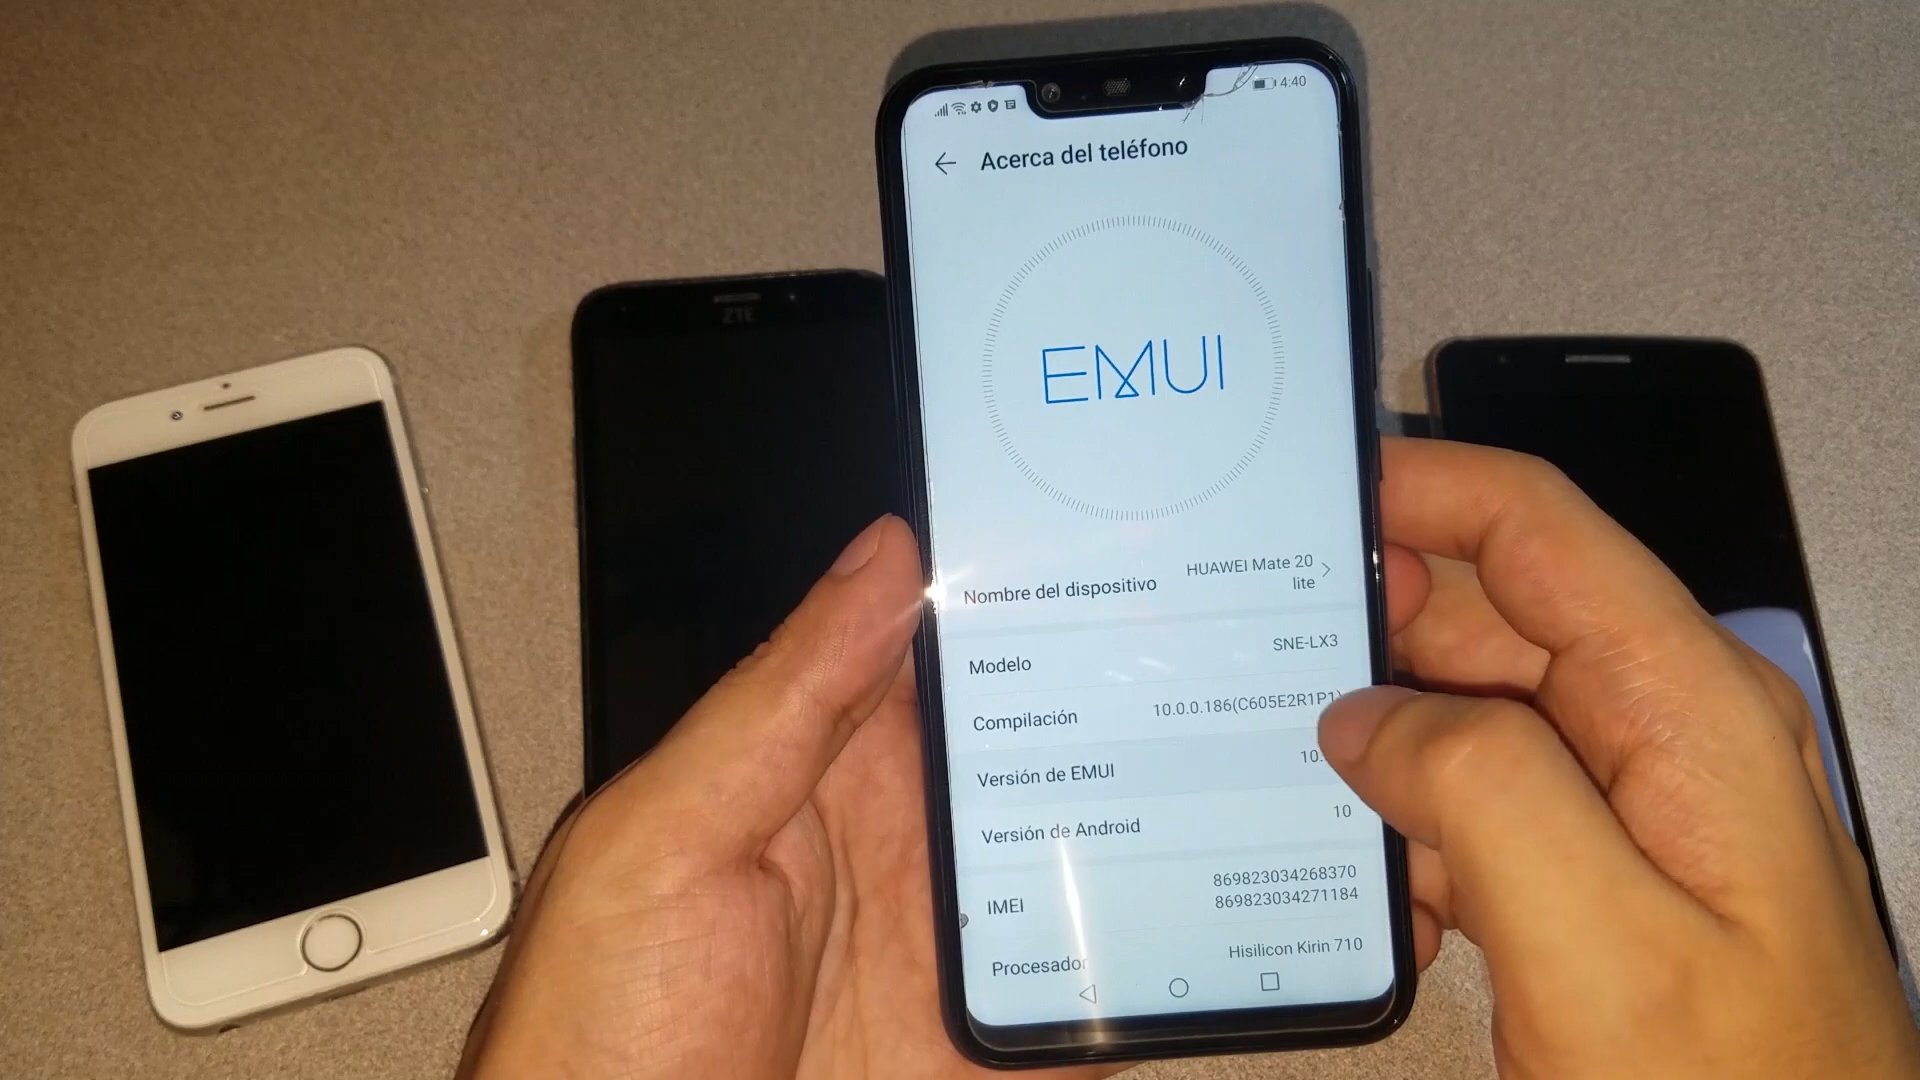 4:40
Acerca del teléfono
ZTE
EMUI
Nombre del dispositivo
HUAWEI Mate 20
lite
Modelo
SNE-LX3
Compilación
10.0.0.186(C605E2R1P1)
Versión de EMUI
10.
Versión de Android
10
IMEI
869823034268370
869823034271184
Procesador
Hisilicon Kirin 710